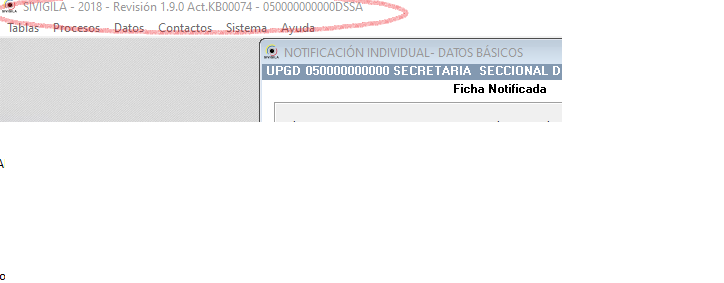 SIVIGILA - 2018 - Revisión 1.9.0 Act.KB00074 - 050000000000DSSA
Tablas Procesos Datos Contactos Sistema Ayuda
NOTIFICACIÓN INDIVIDUAL- DATOS BÁSICOS
UPGD 050000000000 SECRETARIA SECCIONAL D
Ficha Notificada
A
o